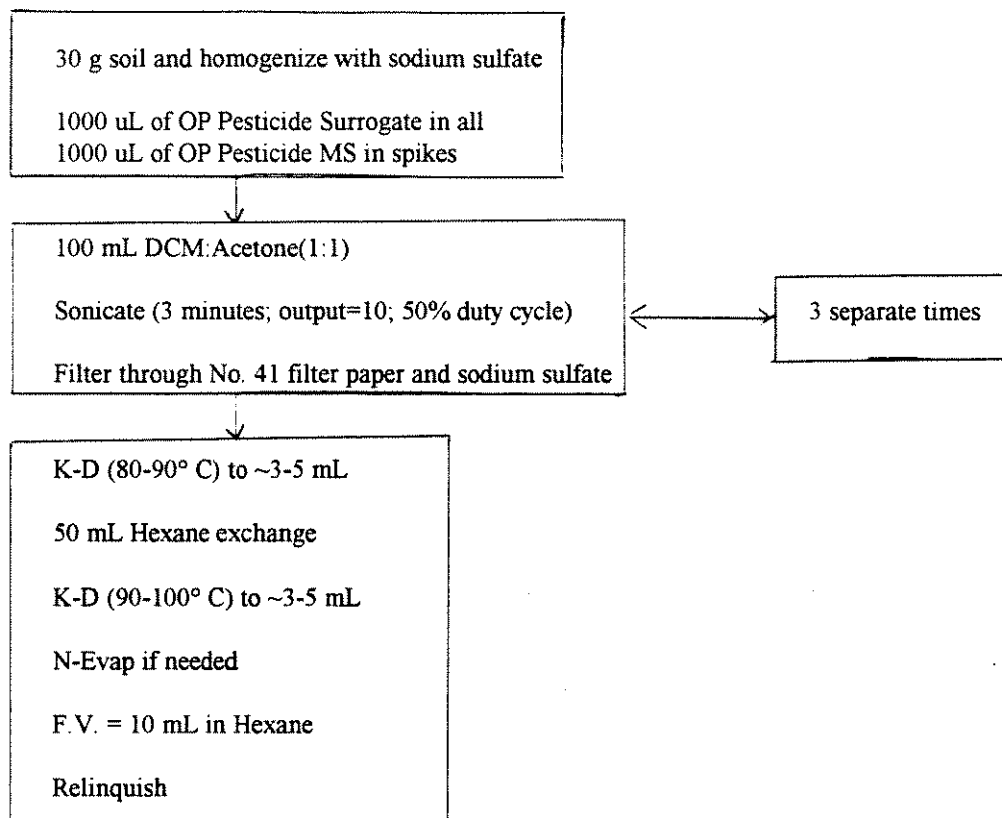 30 g soil and homogenize with sodium sulfate
1000 uL of OP Pesticide Surrogate in all
1000 uL of OP Pesticide MS in spikes
100 mL DCM:Acetone(1:1)
Sonicate (3 minutes; output=10; 50% duty cycle)
Filter through No. 41 filter paper and sodium sulfate
3 separate times
K-D (80-90° C) to ~3-5 mL
50 mL Hexane exchange
K-D (90-100° C) to ~3-5 mL
N-Evap if needed
F.V. = 10 mL in Hexane
Relinquish